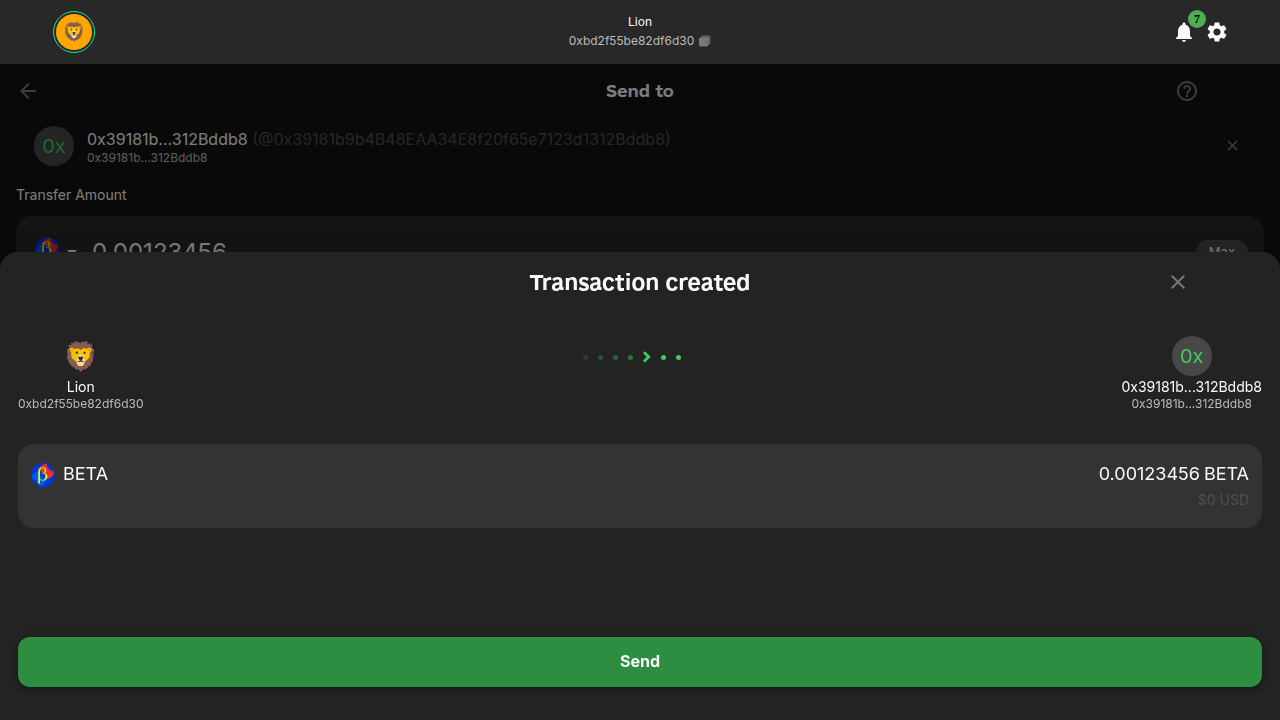 7
Lion
0xbd2f55be82df6d30
Send to
0x
0x39181b...312Bddb8 (@0x39181b9b4B48EAA34E8f20f65e7123d1312Bddb8)
0x39181b...312Bddb8
Transfer Amount
0.00123456
Max
Transaction created
0x
Lion
0x39181b...312Bddb8
0xbd2f55be82df6d30
0x39181b...312Bddb8
β BETA
0.00123456 BETA
$0 USD
Send